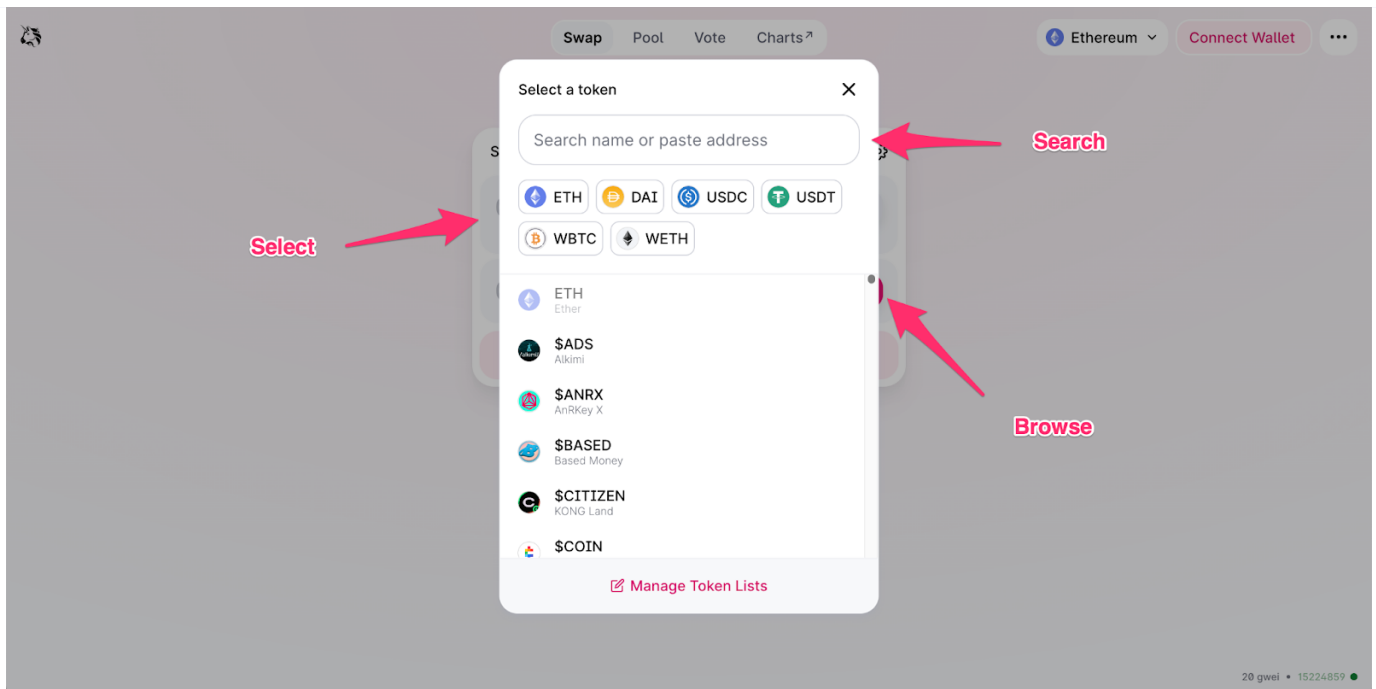 Swap Pool Vote Charts↗
Ethereum Connect Wallet
Select a token
Search name or paste address
Search
ETH DAI USDC USDT
WBTC WETH
Select
ETH
Ether
$ADS
Alkimi
$ANRX
AnRKey X
Browse
$BASED
Based Money
$CITIZEN
KONG Land
$COIN
Manage Token Lists
20 gwei • 15224859